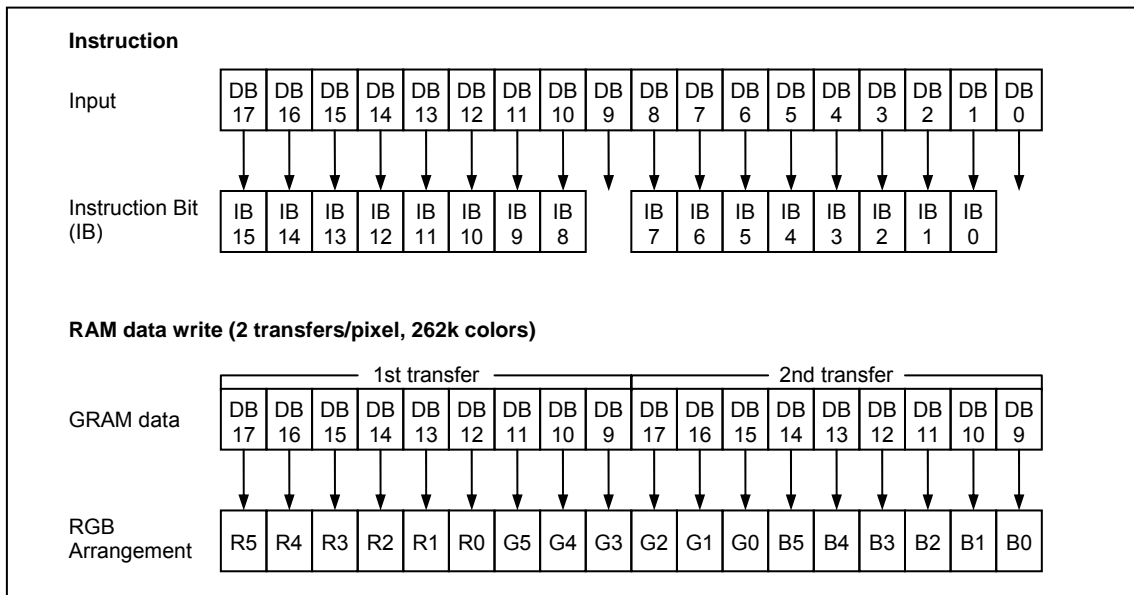 Instruction
Input
DB DB DB DB DB DB DB DB DB DB DB DB DB DB DB DB DB DB
17 16 15 14 13 12 11 10 9 8 7 6 5 4 3 2 1 0
Instruction Bit
(IB)
IB IB IB IB IB IB IB IB IB IB IB IB IB IB IB IB
15 14 13 12 11 10 9 8 7 6 5 4 3 2 1 0
RAM data write (2 transfers/pixel, 262k colors)
1st transfer 2nd transfer
GRAM data
DB DB DB DB DB DB DB DB DB DB DB DB DB DB DB DB DB DB
17 16 15 14 13 12 11 10 9 17 16 15 14 13 12 11 10 9
RGB
Arrangement
R5 R4 R3 R2 R1 R0 G5 G4 G3 G2 G1 G0 B5 B4 B3 B2 B1 B0